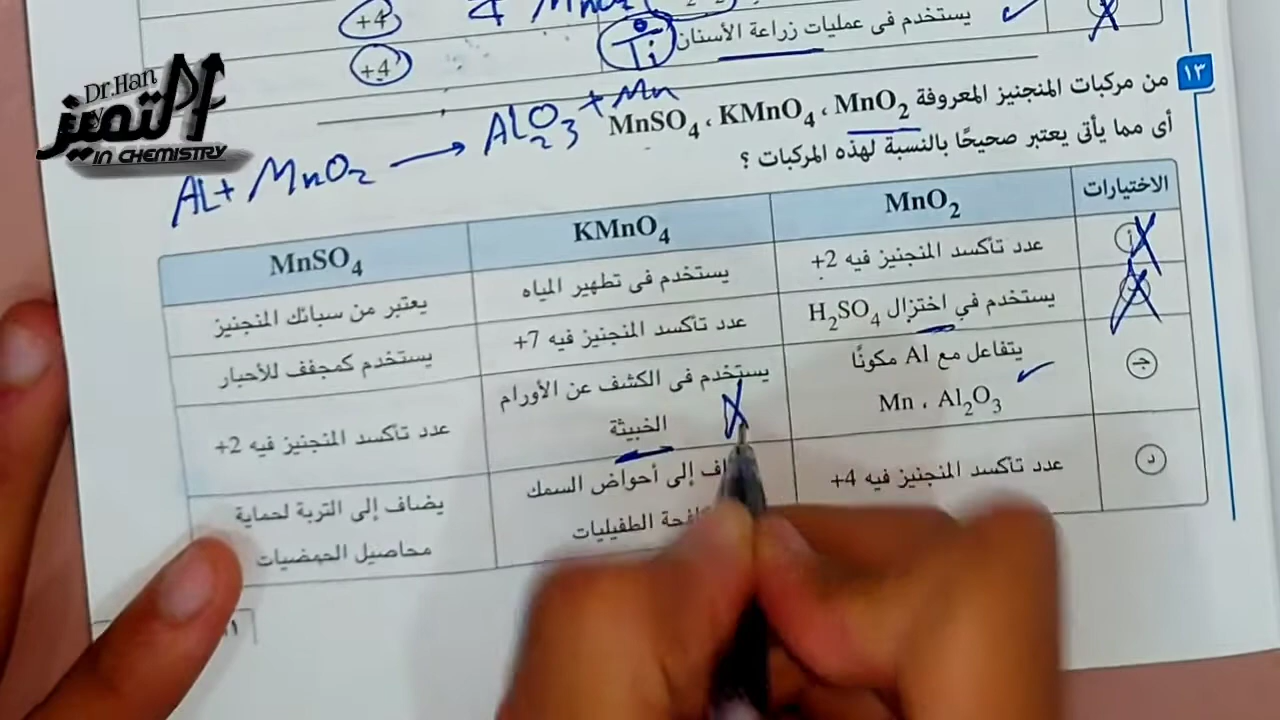 +4
يستخدم فى عمليات زراعة الأسنان
Ti
+4
Dr.Han
التميز
IN CHEMISTRY
Al + MnO2 → Al2O3 + Mn
١٣
من مركبات المنجنيز المعروفة MnSO4 ، KMnO4 ، MnO2
أى مما يأتى يعتبر صحيحًا بالنسبة لهذه المركبات ؟
الاختيارات MnO2 KMnO4 MnSO4
أ عدد تأكسد المنجنيز فيه 2+ يستخدم فى تطهير المياه يعتبر من سبائك المنجنيز
يستخدم في اختزال H2SO4 عدد تأكسد المنجنيز فيه 7+ يستخدم كمجفف للأحبار
جـ يتفاعل مع Al مكونًا يستخدم فى الكشف عن الأورام عدد تأكسد المنجنيز فيه 2+
Mn ، Al2O3 الخبيثة
د عدد تأكسد المنجنيز فيه 4+ إلى أحواض السمك يضاف إلى التربة لحماية
الطفيليات محاصيل الحمضيات